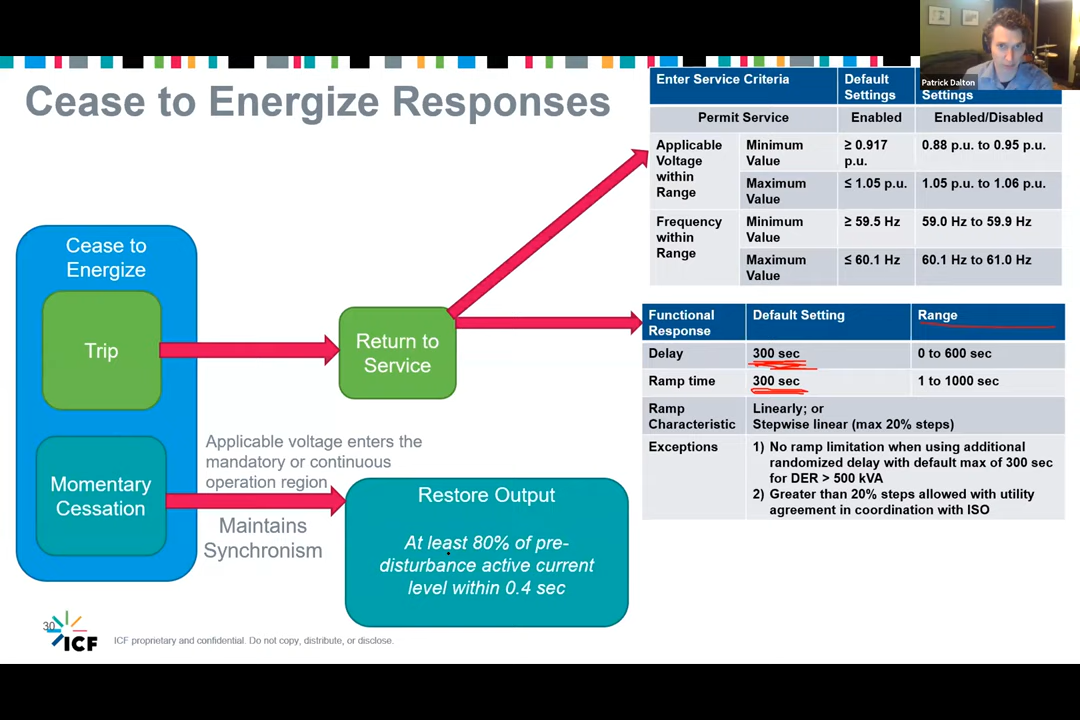 Patrick Dalton
Cease to Energize Responses
Enter Service Criteria
Default
Settings
Settings
Permit Service
Enabled
Enabled/Disabled
Applicable
Voltage
within
Range
Minimum
Value
≥ 0.917
p.u.
0.88 p.u. to 0.95 p.u.
Maximum
Value
≤ 1.05 p.u.
1.05 p.u. to 1.06 p.u.
Frequency
within
Range
Minimum
Value
≥ 59.5 Hz
59.0 Hz to 59.9 Hz
Maximum
Value
≤ 60.1 Hz
60.1 Hz to 61.0 Hz
Cease to
Energize
Trip
Return to
Service
Functional
Response
Default Setting
Range
Delay
300 sec
0 to 600 sec
Ramp time
300 sec
1 to 1000 sec
Ramp
Characteristic
Linearly; or
Stepwise linear (max 20% steps)
Exceptions
1) No ramp limitation when using additional
randomized delay with default max of 300 sec
for DER > 500 kVA
2) Greater than 20% steps allowed with utility
agreement in coordination with ISO
Momentary
Cessation
Applicable voltage enters the
mandatory or continuous
operation region
Maintains
Synchronism
Restore Output
At least 80% of pre-
disturbance active current
level within 0.4 sec
30
ICF
ICF proprietary and confidential. Do not copy, distribute, or disclose.